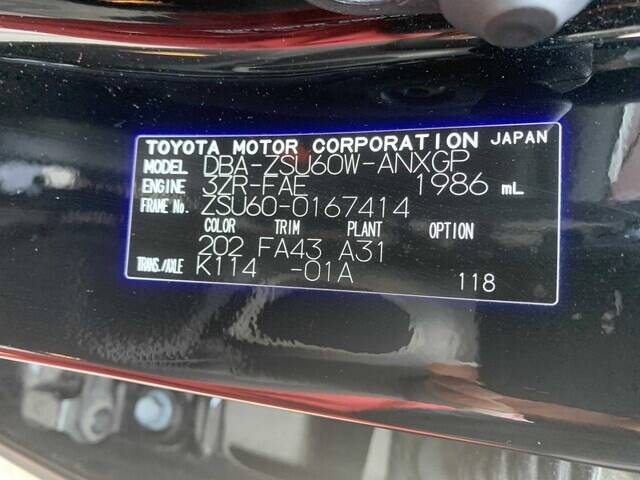 TOYOTA MOTOR CORPORATION JAPAN
MODEL DBA-ZSU60W-ANXGP
ENGINE 3ZR-FAE 1986 mL
FRAME No. ZSU60-0167414
COLOR TRIM PLANT OPTION
202 FA43 A31
TRANS./AXLE K114 -01A 118